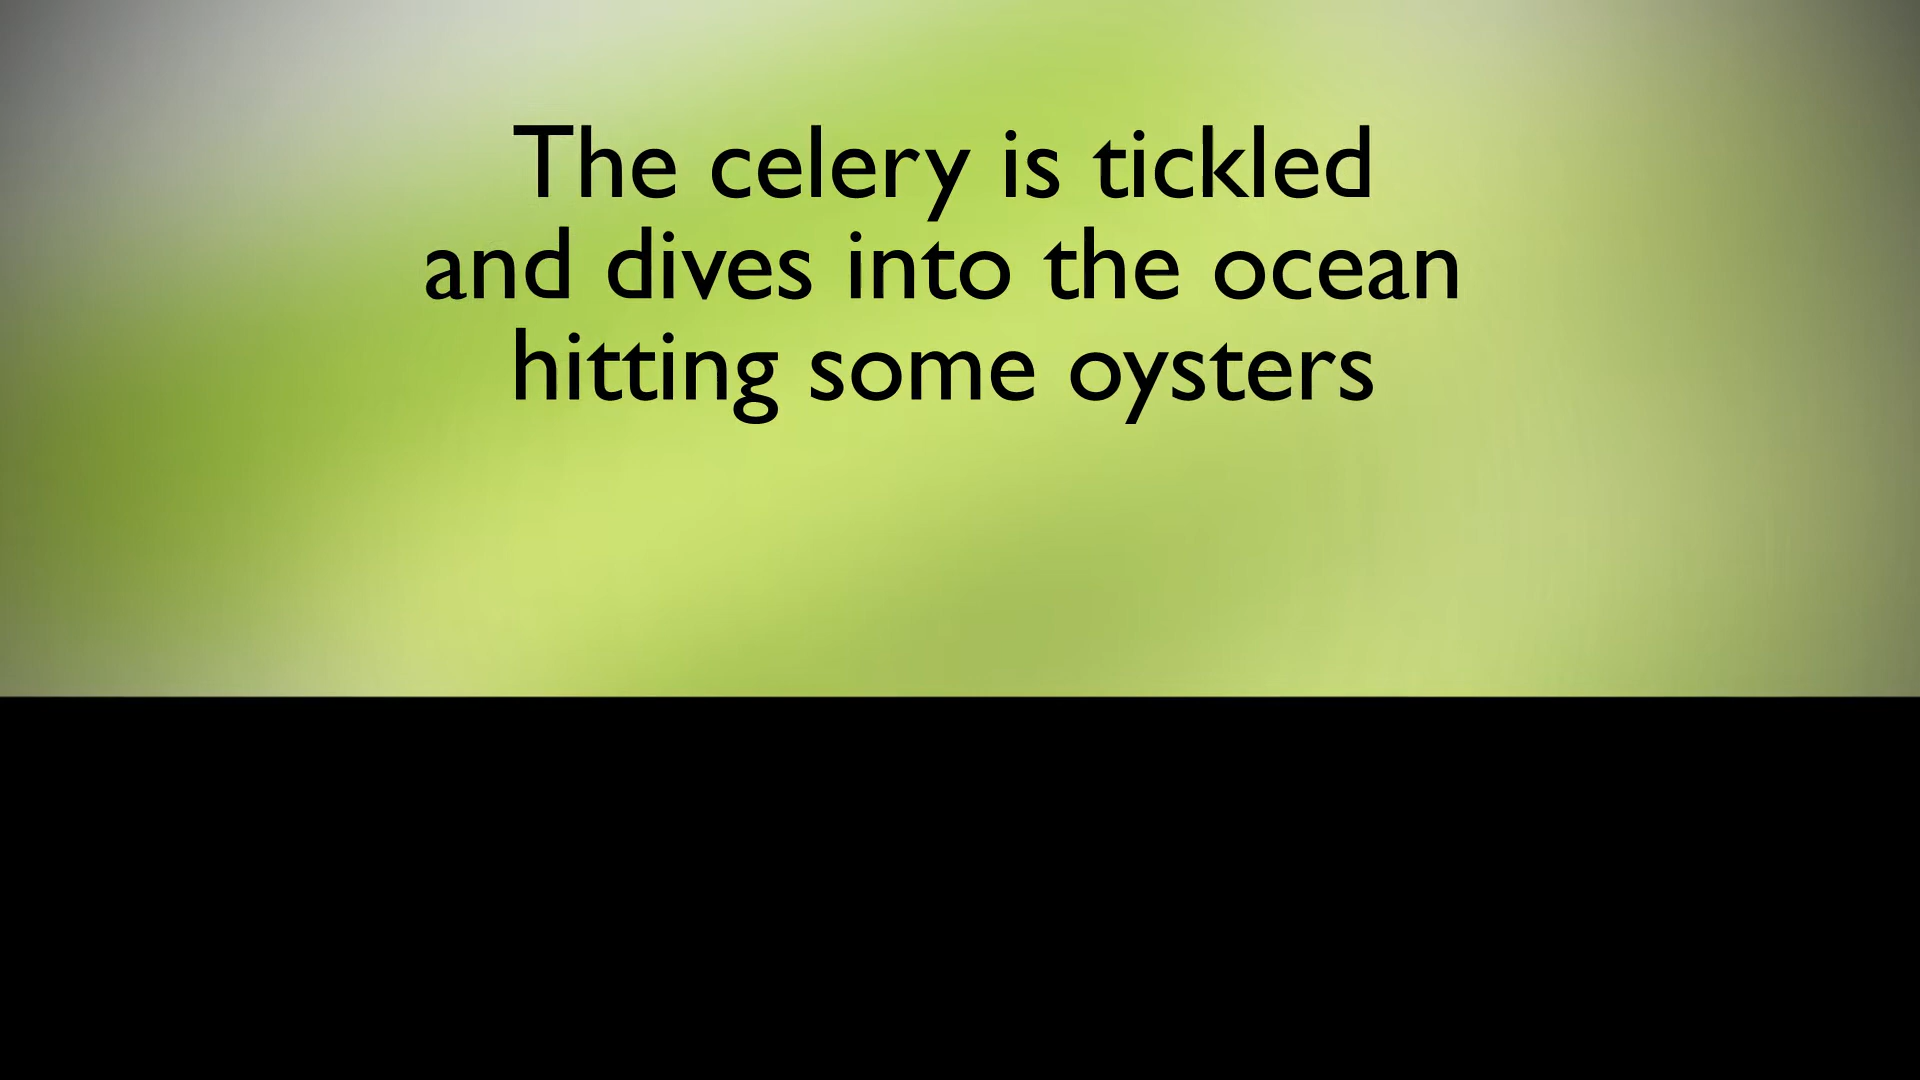 The celery is tickled
and dives into the ocean
hitting some oysters